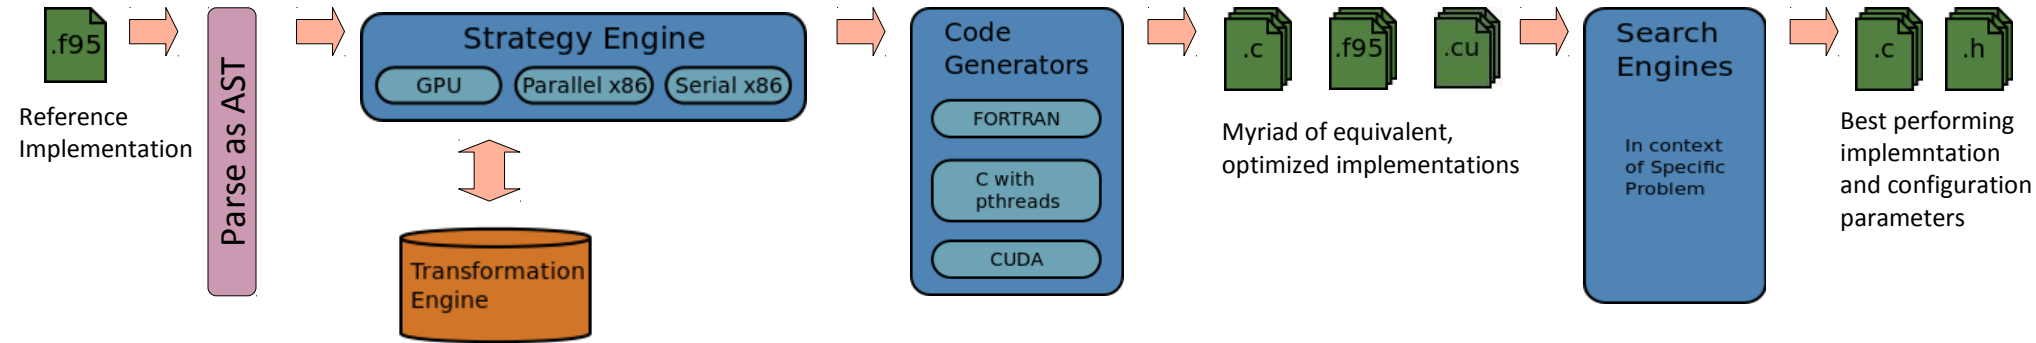 .f95
Reference
Implementation
Parse as AST
Strategy Engine
GPU
Parallel x86
Serial x86
Transformation
Engine
Code
Generators
FORTRAN
C with
pthreads
CUDA
.c
.f95
.cu
Myriad of equivalent,
optimized implementations
Search
Engines
In context
of Specific
Problem
.c
.h
Best performing
implemntation
and configuration
parameters